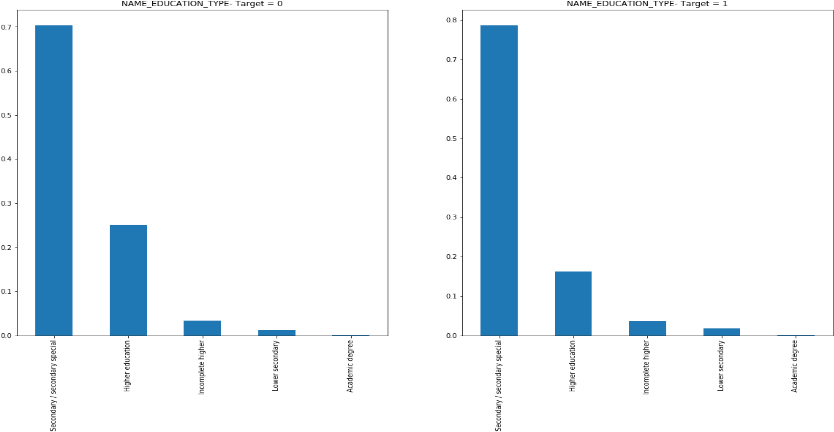 NAME_EDUCATION_TYPE- Target = 0
0.7
0.6
0.5
0.4
0.3
0.2
0.1
0.0
Secondary / secondary special
Higher education
Incomplete higher
Lower secondary
Academic degree
NAME_EDUCATION_TYPE- Target = 1
0.8
0.7
0.6
0.5
0.4
0.3
0.2
0.1
0.0
Secondary / secondary special
Higher education
Incomplete higher
Lower secondary
Academic degree